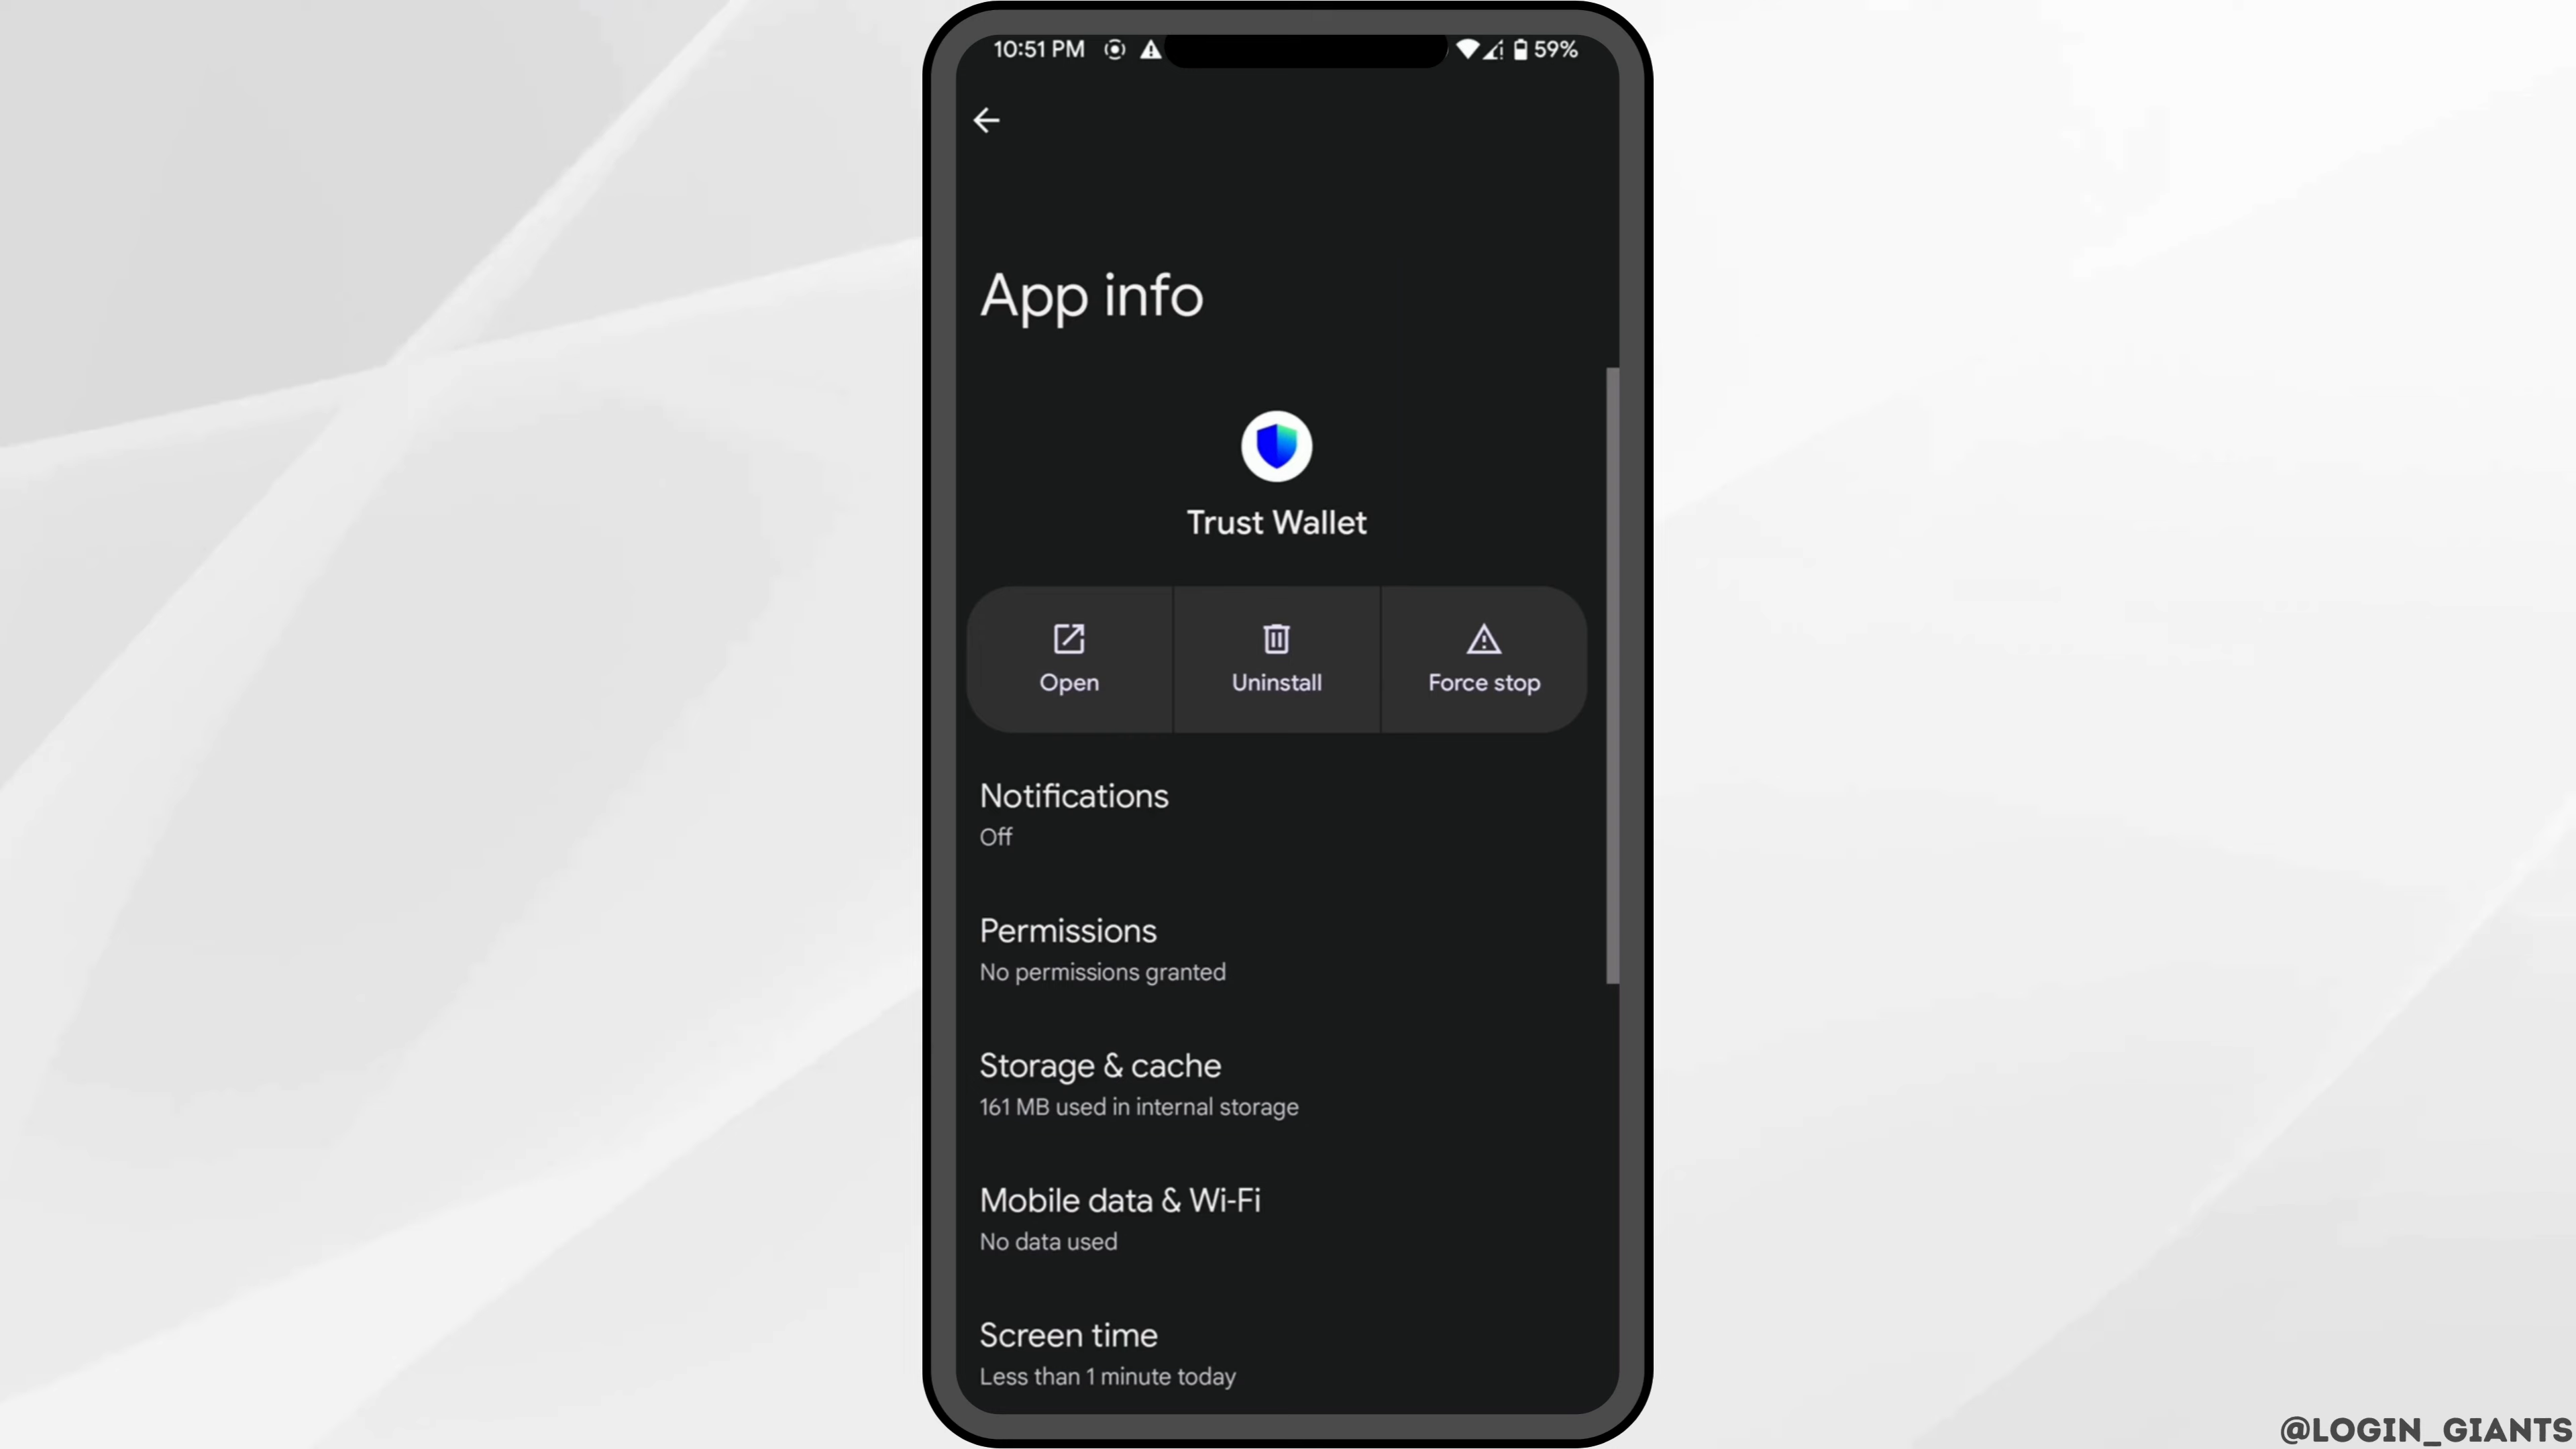 10:51 PM 59%
App info
Trust Wallet
Open Uninstall Force stop
Notifications
Off
Permissions
No permissions granted
Storage & cache
161 MB used in internal storage
Mobile data & Wi-Fi
No data used
Screen time
Less than 1 minute today
@LOGIN_GIANTS